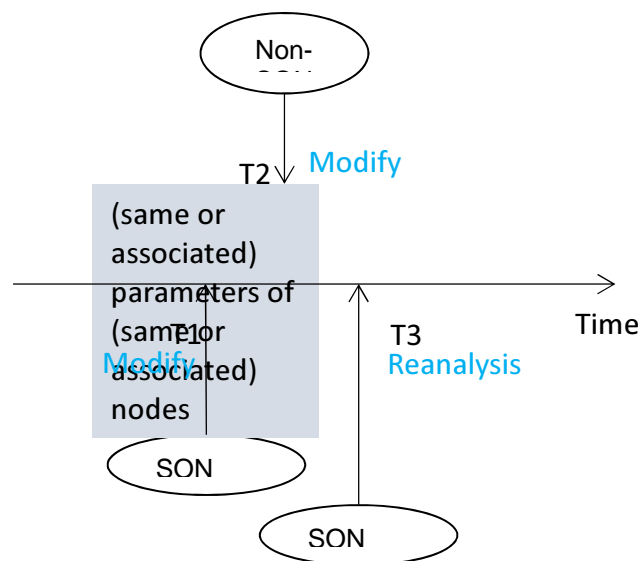 Non-
T2
Modify
(same or
associated)
parameters of
(same or
associated)
nodes
Time
T1
Modify
T3
Reanalysis
SON
SON